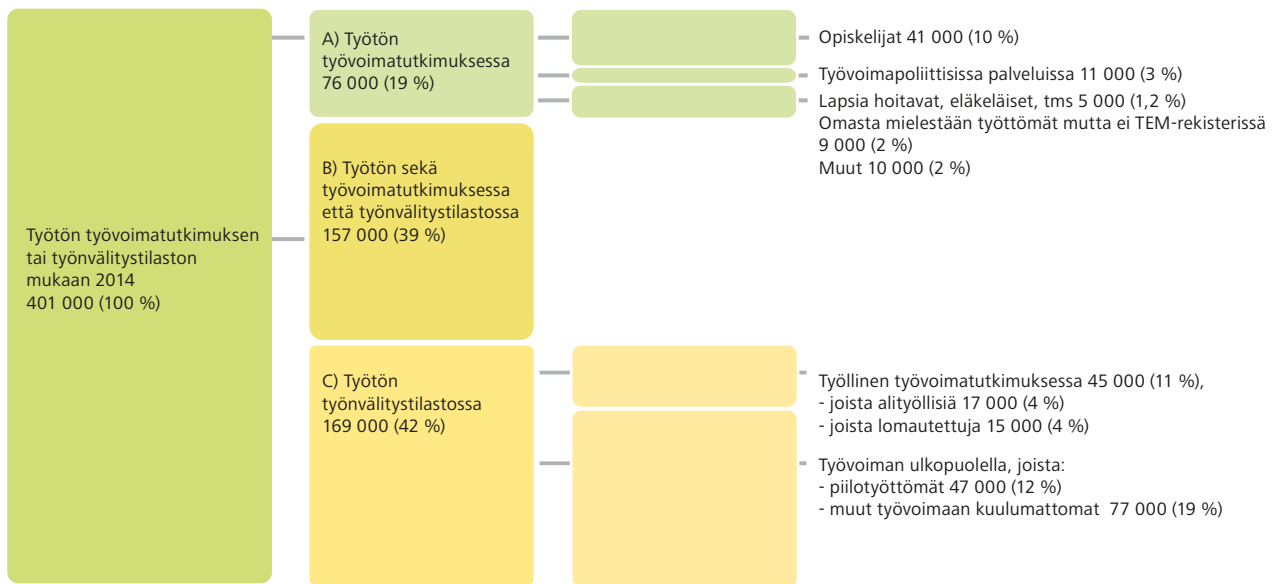 Työtön työvoimatutkimuksen
tai työnvälitystilaston
mukaan 2014
401 000 (100 %)
A) Työtön
työvoimatutkimuksessa
76 000 (19 %)
Opiskelijat 41 000 (10 %)
Työvoimapoliittisissa palveluissa 11 000 (3 %)
Lapsia hoitavat, eläkeläiset, tms 5 000 (1,2 %)
Omasta mielestään työttömät mutta ei TEM-rekisterissä
9 000 (2 %)
Muut 10 000 (2 %)
B) Työtön sekä
työvoimatutkimuksessa
että työnvälitystilastossa
157 000 (39 %)
C) Työtön
työnvälitystilastossa
169 000 (42 %)
Työllinen työvoimatutkimuksessa 45 000 (11 %),
- joista alityöllisiä 17 000 (4 %)
- joista lomautettuja 15 000 (4 %)
Työvoiman ulkopuolella, joista:
- piilotyöttömät 47 000 (12 %)
- muut työvoimaan kuulumattomat 77 000 (19 %)